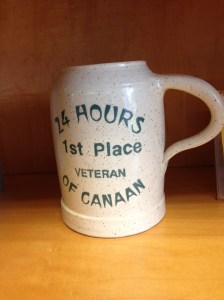 24 HOURS
1st Place
VETERAN
OF CANAAN